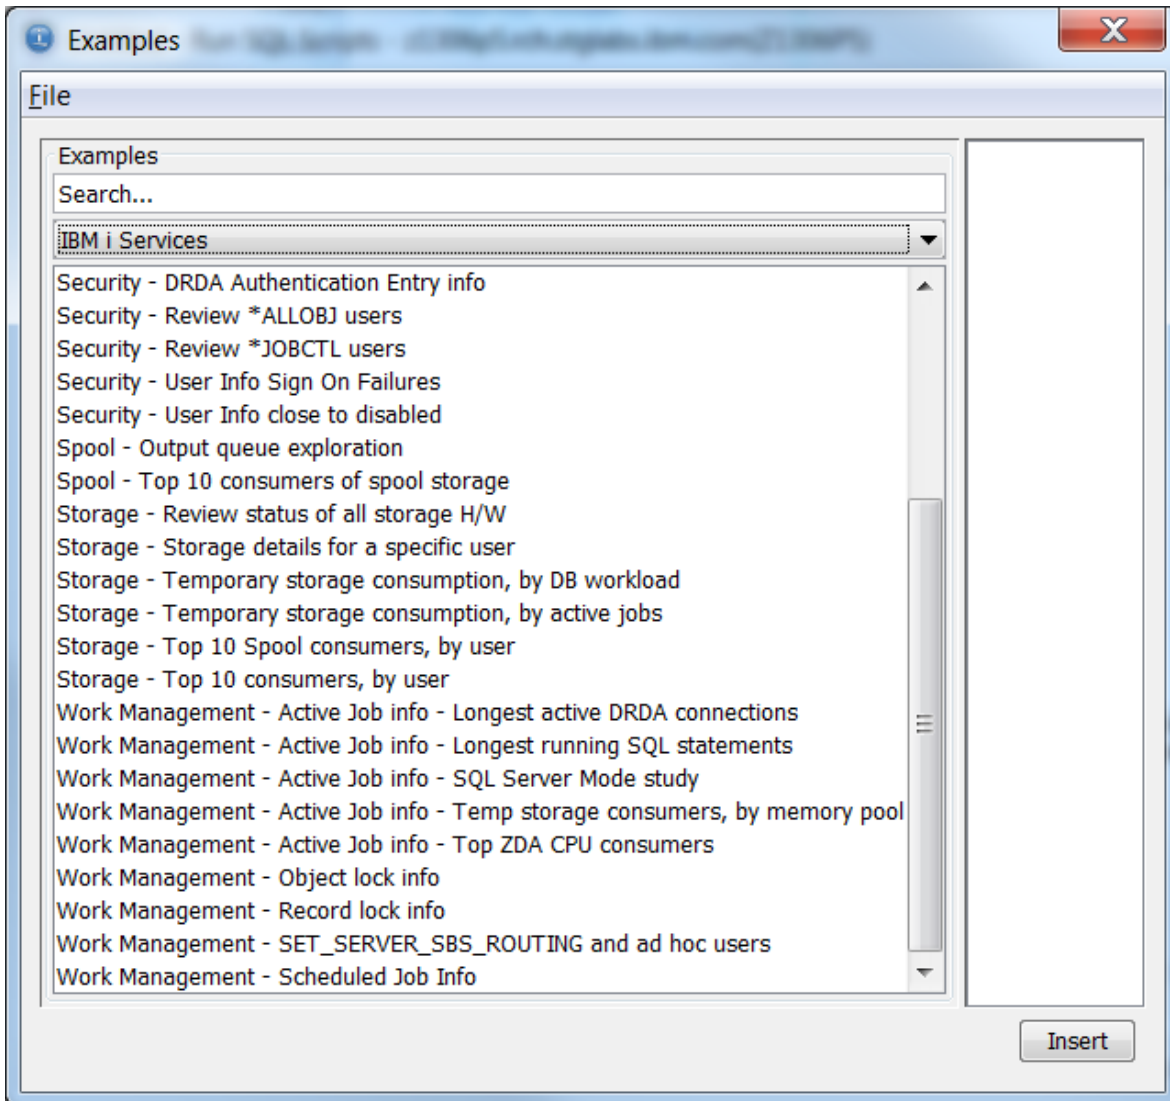 Examples
File
Examples
Search...
IBM i Services
Security - DRDA Authentication Entry info
Security - Review *ALLOBJ users
Security - Review *JOBCTL users
Security - User Info Sign On Failures
Security - User Info close to disabled
Spool - Output queue exploration
Spool - Top 10 consumers of spool storage
Storage - Review status of all storage H/W
Storage - Storage details for a specific user
Storage - Temporary storage consumption, by DB workload
Storage - Temporary storage consumption, by active jobs
Storage - Top 10 Spool consumers, by user
Storage - Top 10 consumers, by user
Work Management - Active Job info - Longest active DRDA connections
Work Management - Active Job info - Longest running SQL statements
Work Management - Active Job info - SQL Server Mode study
Work Management - Active Job info - Temp storage consumers, by memory pool
Work Management - Active Job info - Top ZDA CPU consumers
Work Management - Object lock info
Work Management - Record lock info
Work Management - SET_SERVER_SBS_ROUTING and ad hoc users
Work Management - Scheduled Job Info
Insert